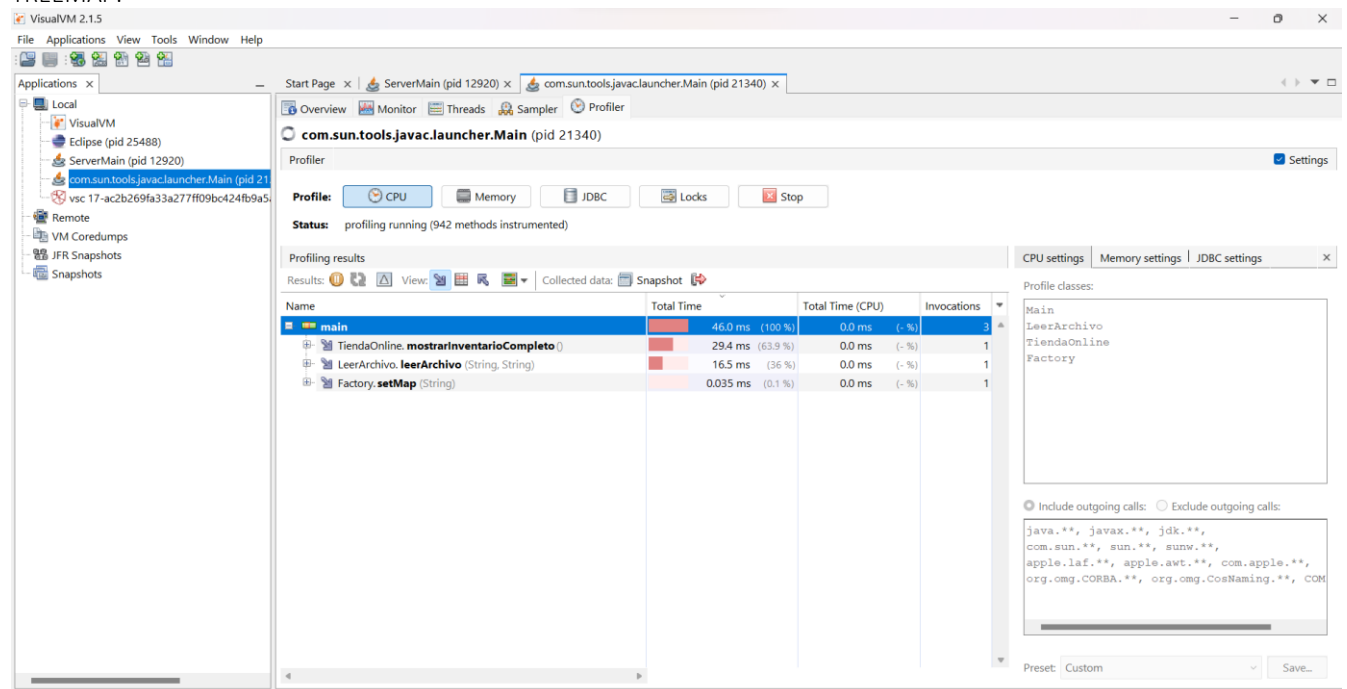 TREEMAP:
VisualVM 2.1.5
File Applications View Tools Window Help
Applications ×
Start Page × ServerMain (pid 12920) × com.sun.tools.javac.launcher.Main (pid 21340) ×
Local
VisualVM
Eclipse (pid 25488)
ServerMain (pid 12920)
com.sun.tools.javac.launcher.Main (pid 21
vsc 17-ac2b269fa33a277ff09bc424fb9a5
Remote
VM Coredumps
JFR Snapshots
Snapshots
Overview Monitor Threads Sampler Profiler
com.sun.tools.javac.launcher.Main (pid 21340)
Profiler Settings
Profile: CPU Memory JDBC Locks Stop
Status: profiling running (942 methods instrumented)
Profiling results
Results: View: Collected data: Snapshot
Name Total Time Total Time (CPU) Invocations
main 46.0 ms (100 %) 0.0 ms (- %) 3
TiendaOnline.mostrarInventarioCompleto () 29.4 ms (63.9 %) 0.0 ms (- %) 1
LeerArchivo.leerArchivo (String, String) 16.5 ms (36 %) 0.0 ms (- %) 1
Factory.setMap (String) 0.035 ms (0.1 %) 0.0 ms (- %) 1
CPU settings Memory settings JDBC settings ×
Profile classes:
Main
LeerArchivo
TiendaOnline
Factory
Include outgoing calls: Exclude outgoing calls:
java.**, javax.**, jdk.**,
com.sun.**, sun.**, sunw.**,
apple.laf.**, apple.awt.**, com.apple.**,
org.omg.CORBA.**, org.omg.CosNaming.**, COM
Preset: Custom Save...